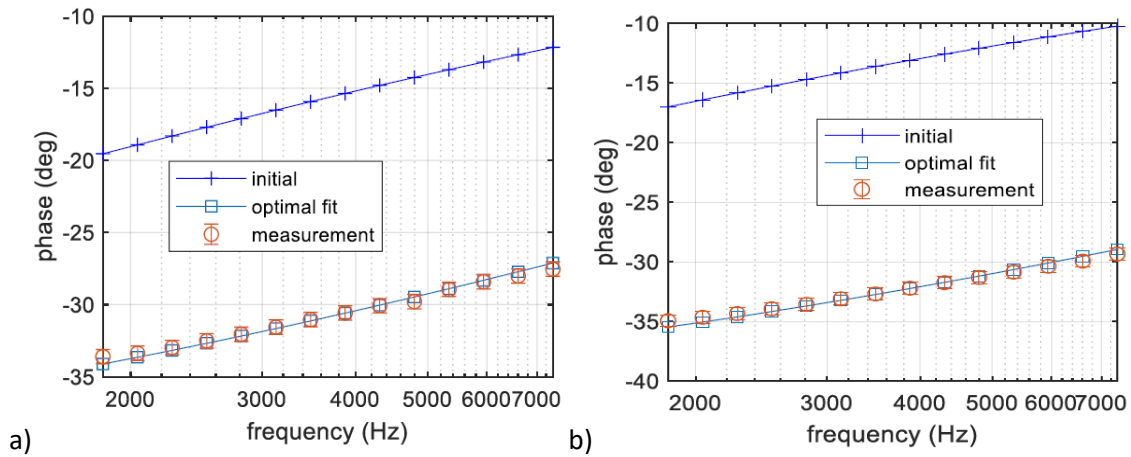 -10
-15
-20
-25
-30
-35
phase (deg)
initial
optimal fit
measurement
2000 3000 4000 5000 6000 7000
frequency (Hz)
a)
-10
-15
-20
-25
-30
-35
-40
phase (deg)
initial
optimal fit
measurement
2000 3000 4000 5000 60007000
frequency (Hz)
b)